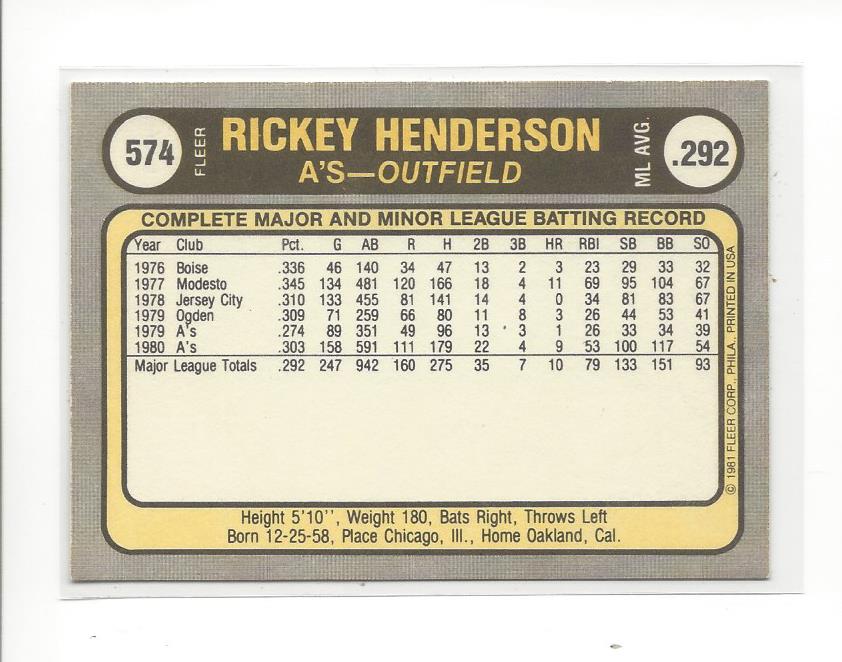 574 FLEER RICKEY HENDERSON ML AVG. .292
A'S—OUTFIELD
COMPLETE MAJOR AND MINOR LEAGUE BATTING RECORD
Year Club Pct. G AB R H 2B 3B HR RBI SB BB SO
1976 Boise .336 46 140 34 47 13 2 3 23 29 33 32
1977 Modesto .345 134 481 120 166 18 4 11 69 95 104 67
1978 Jersey City .310 133 455 81 141 14 4 0 34 81 83 67
1979 Ogden .309 71 259 66 80 11 8 3 26 44 53 41
1979 A's .274 89 351 49 96 13 3 1 26 33 34 39
1980 A's .303 158 591 111 179 22 4 9 53 100 117 54
Major League Totals .292 247 942 160 275 35 7 10 79 133 151 93
© 1981 FLEER CORP., PHILA., PRINTED IN USA
Height 5'10'', Weight 180, Bats Right, Throws Left
Born 12-25-58, Place Chicago, Ill., Home Oakland, Cal.